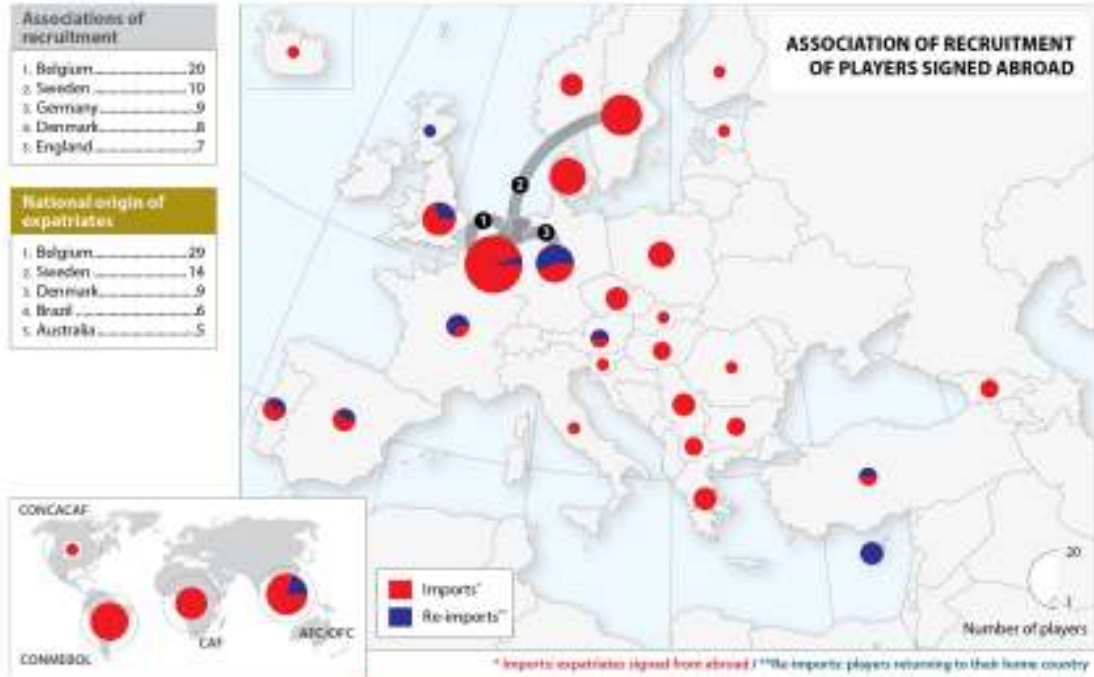 Associations of
recruitment
1. Belgium 20
2. Sweden 10
3. Germany 9
4. Denmark 8
5. England 7
National origin of
expatriates
1. Belgium 29
2. Sweden 14
3. Denmark 9
4. Brazil 6
5. Australia 5
ASSOCIATION OF RECRUITMENT
OF PLAYERS SIGNED ABROAD
2
1
3
CONCACAF
CAF
AFC/OFC
CONMEBOL
Imports*
Re-imports**
20
1
Number of players
* Imports: expatriates signed from abroad / **Re-imports: players returning to their home country